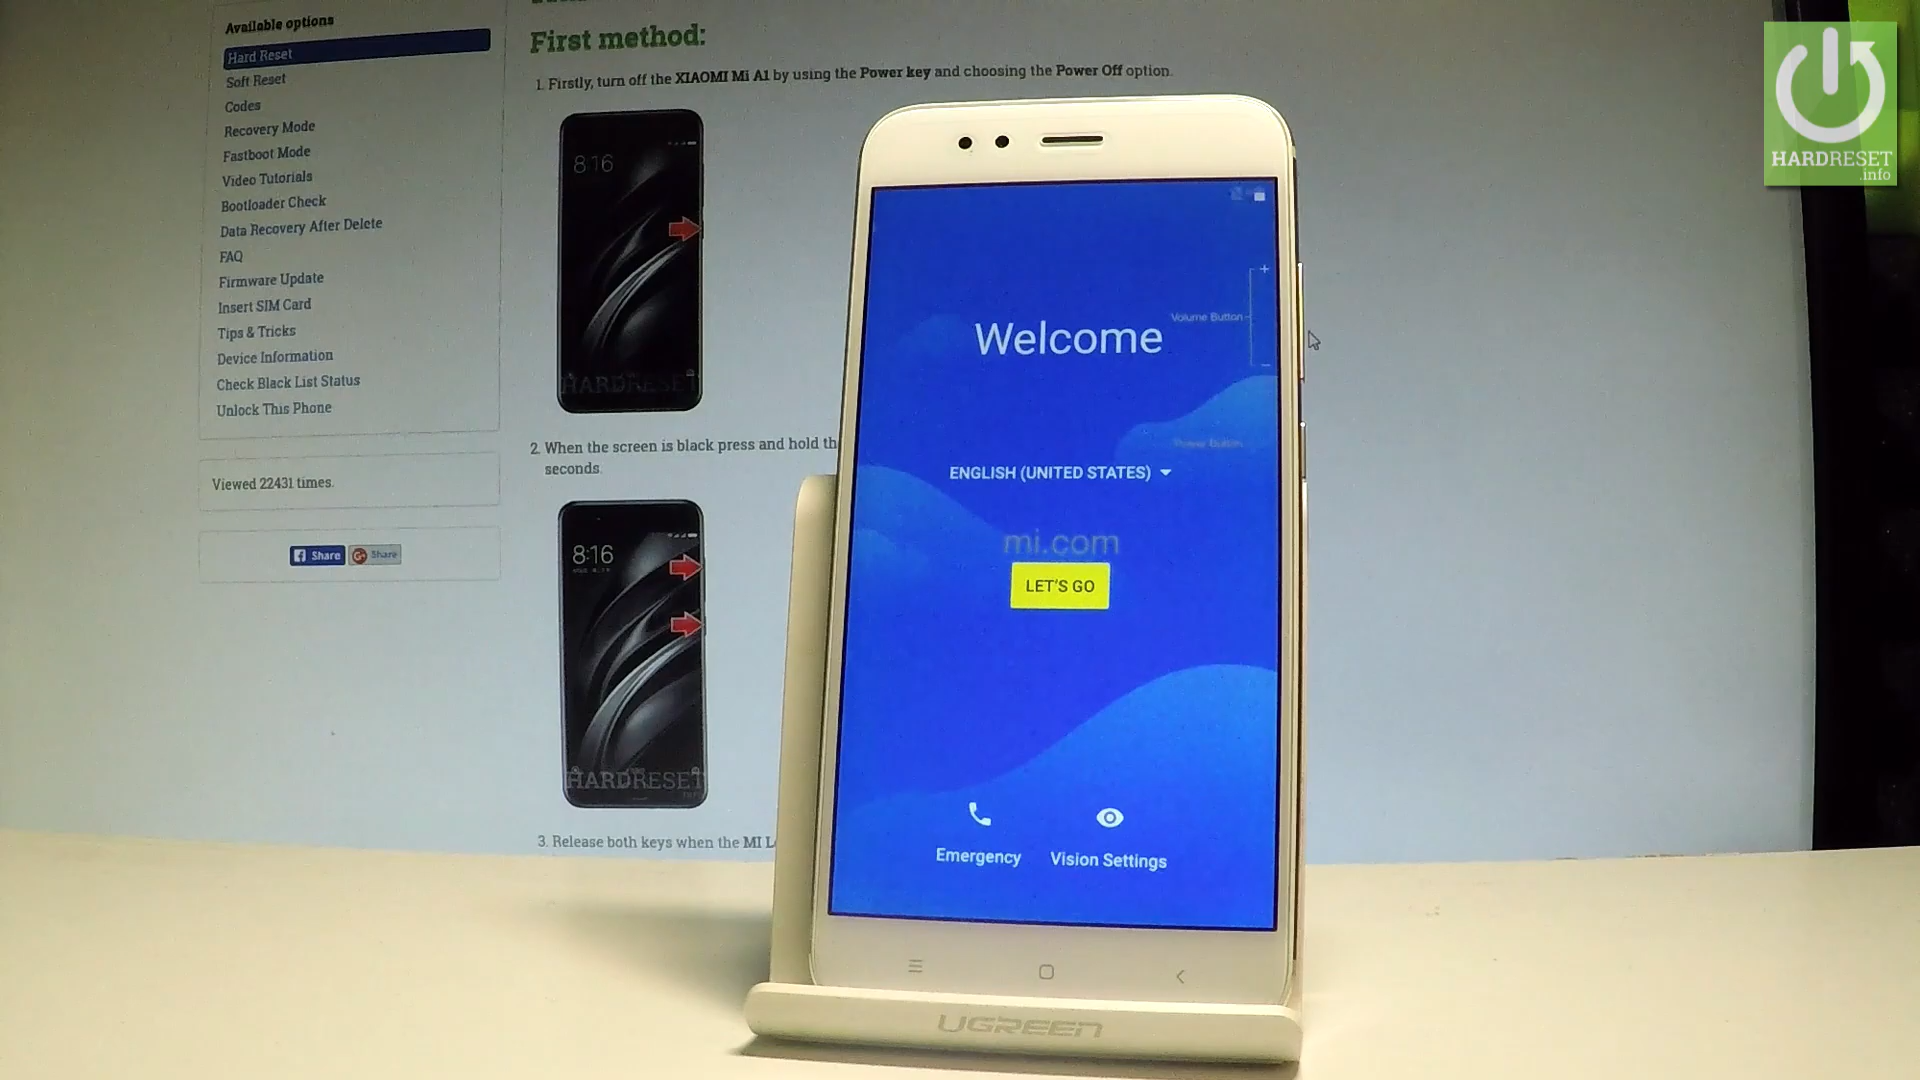 Available options
Hard Reset
Soft Reset
Codes
Recovery Mode
Fastboot Mode
Video Tutorials
Bootloader Check
Data Recovery After Delete
FAQ
Firmware Update
Insert SIM Card
Tips & Tricks
Device Information
Check Black List Status
Unlock This Phone
Viewed 22431 times.
Share
Share
First method:
1. Firstly, turn off the XIAOMI Mi A1 by using the Power key and choosing the Power Off option.
8:16
HARDRESET
2. When the screen is black press and hold th
seconds.
8:16
HARDRESET
3. Release both keys when the MI L
Welcome
+
Volume Button
-
Power Button
ENGLISH (UNITED STATES)
mi.com
LET'S GO
Emergency
Vision Settings
UGREEN
HARDRESET
.info